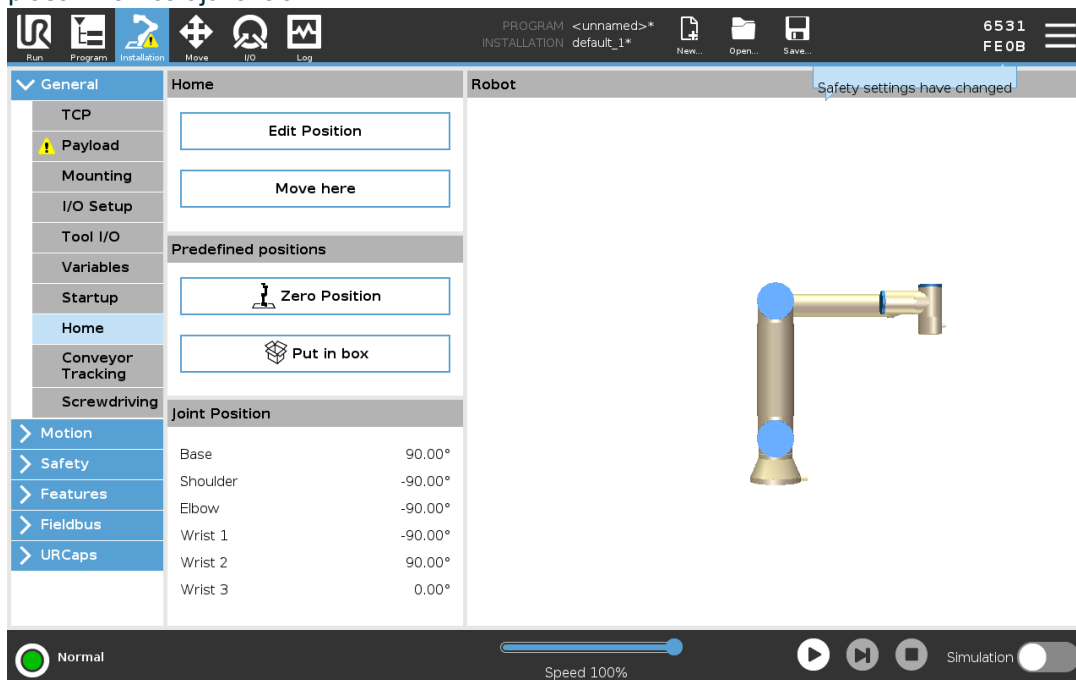 UR
Run
Program
Installation
Move
I/O
Log
PROGRAM <unnamed>*
INSTALLATION default_1*
New...
Open...
Save...
6531
FE0B
General
TCP
Payload
Mounting
I/O Setup
Tool I/O
Variables
Startup
Home
Conveyor
Tracking
Screwdriving
Motion
Safety
Features
Fieldbus
URCaps
Home
Edit Position
Move here
Predefined positions
Zero Position
Put in box
Joint Position
Base 90.00°
Shoulder -90.00°
Elbow -90.00°
Wrist 1 -90.00°
Wrist 2 90.00°
Wrist 3 0.00°
Robot
Safety settings have changed
Normal
Speed 100%
Simulation